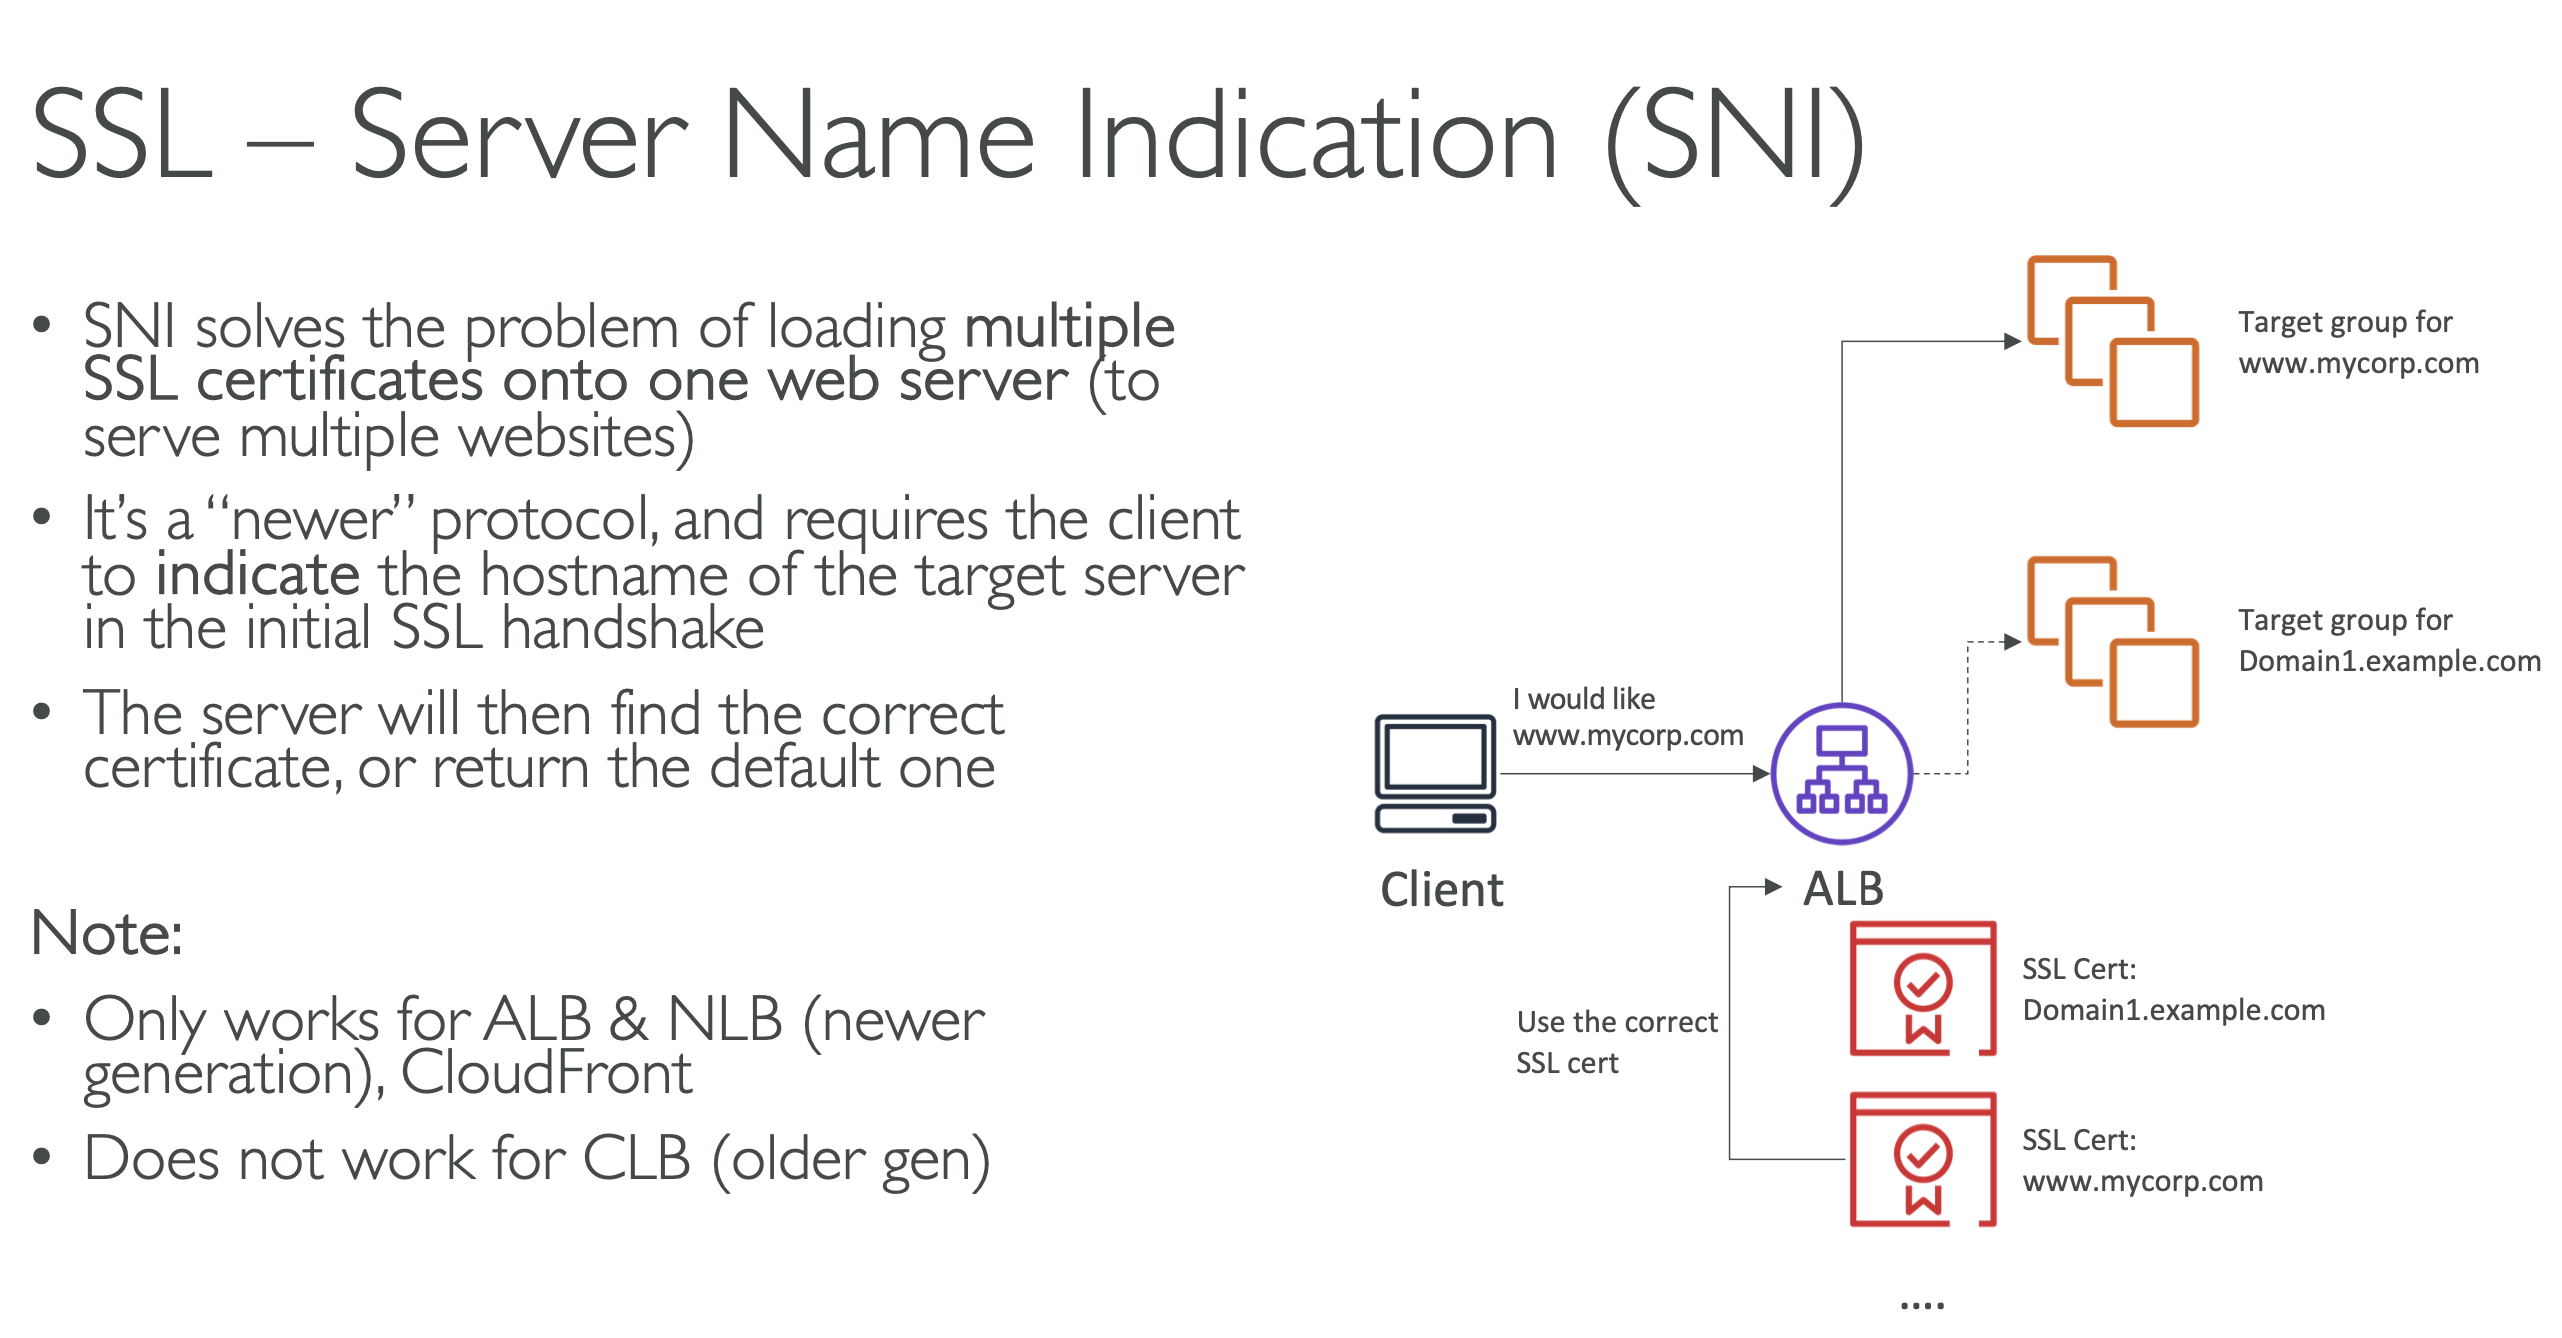 SSL – Server Name Indication (SNI)
• SNI solves the problem of loading multiple
SSL certificates onto one web server (to
serve multiple websites)
• It’s a “newer” protocol, and requires the client
to indicate the hostname of the target server
in the initial SSL handshake
• The server will then find the correct
certificate, or return the default one
Note:
• Only works for ALB & NLB (newer
generation), CloudFront
• Does not work for CLB (older gen)
Target group for
www.mycorp.com
Target group for
Domain1.example.com
I would like
www.mycorp.com
Client
ALB
Use the correct
SSL cert
SSL Cert:
Domain1.example.com
SSL Cert:
www.mycorp.com
....